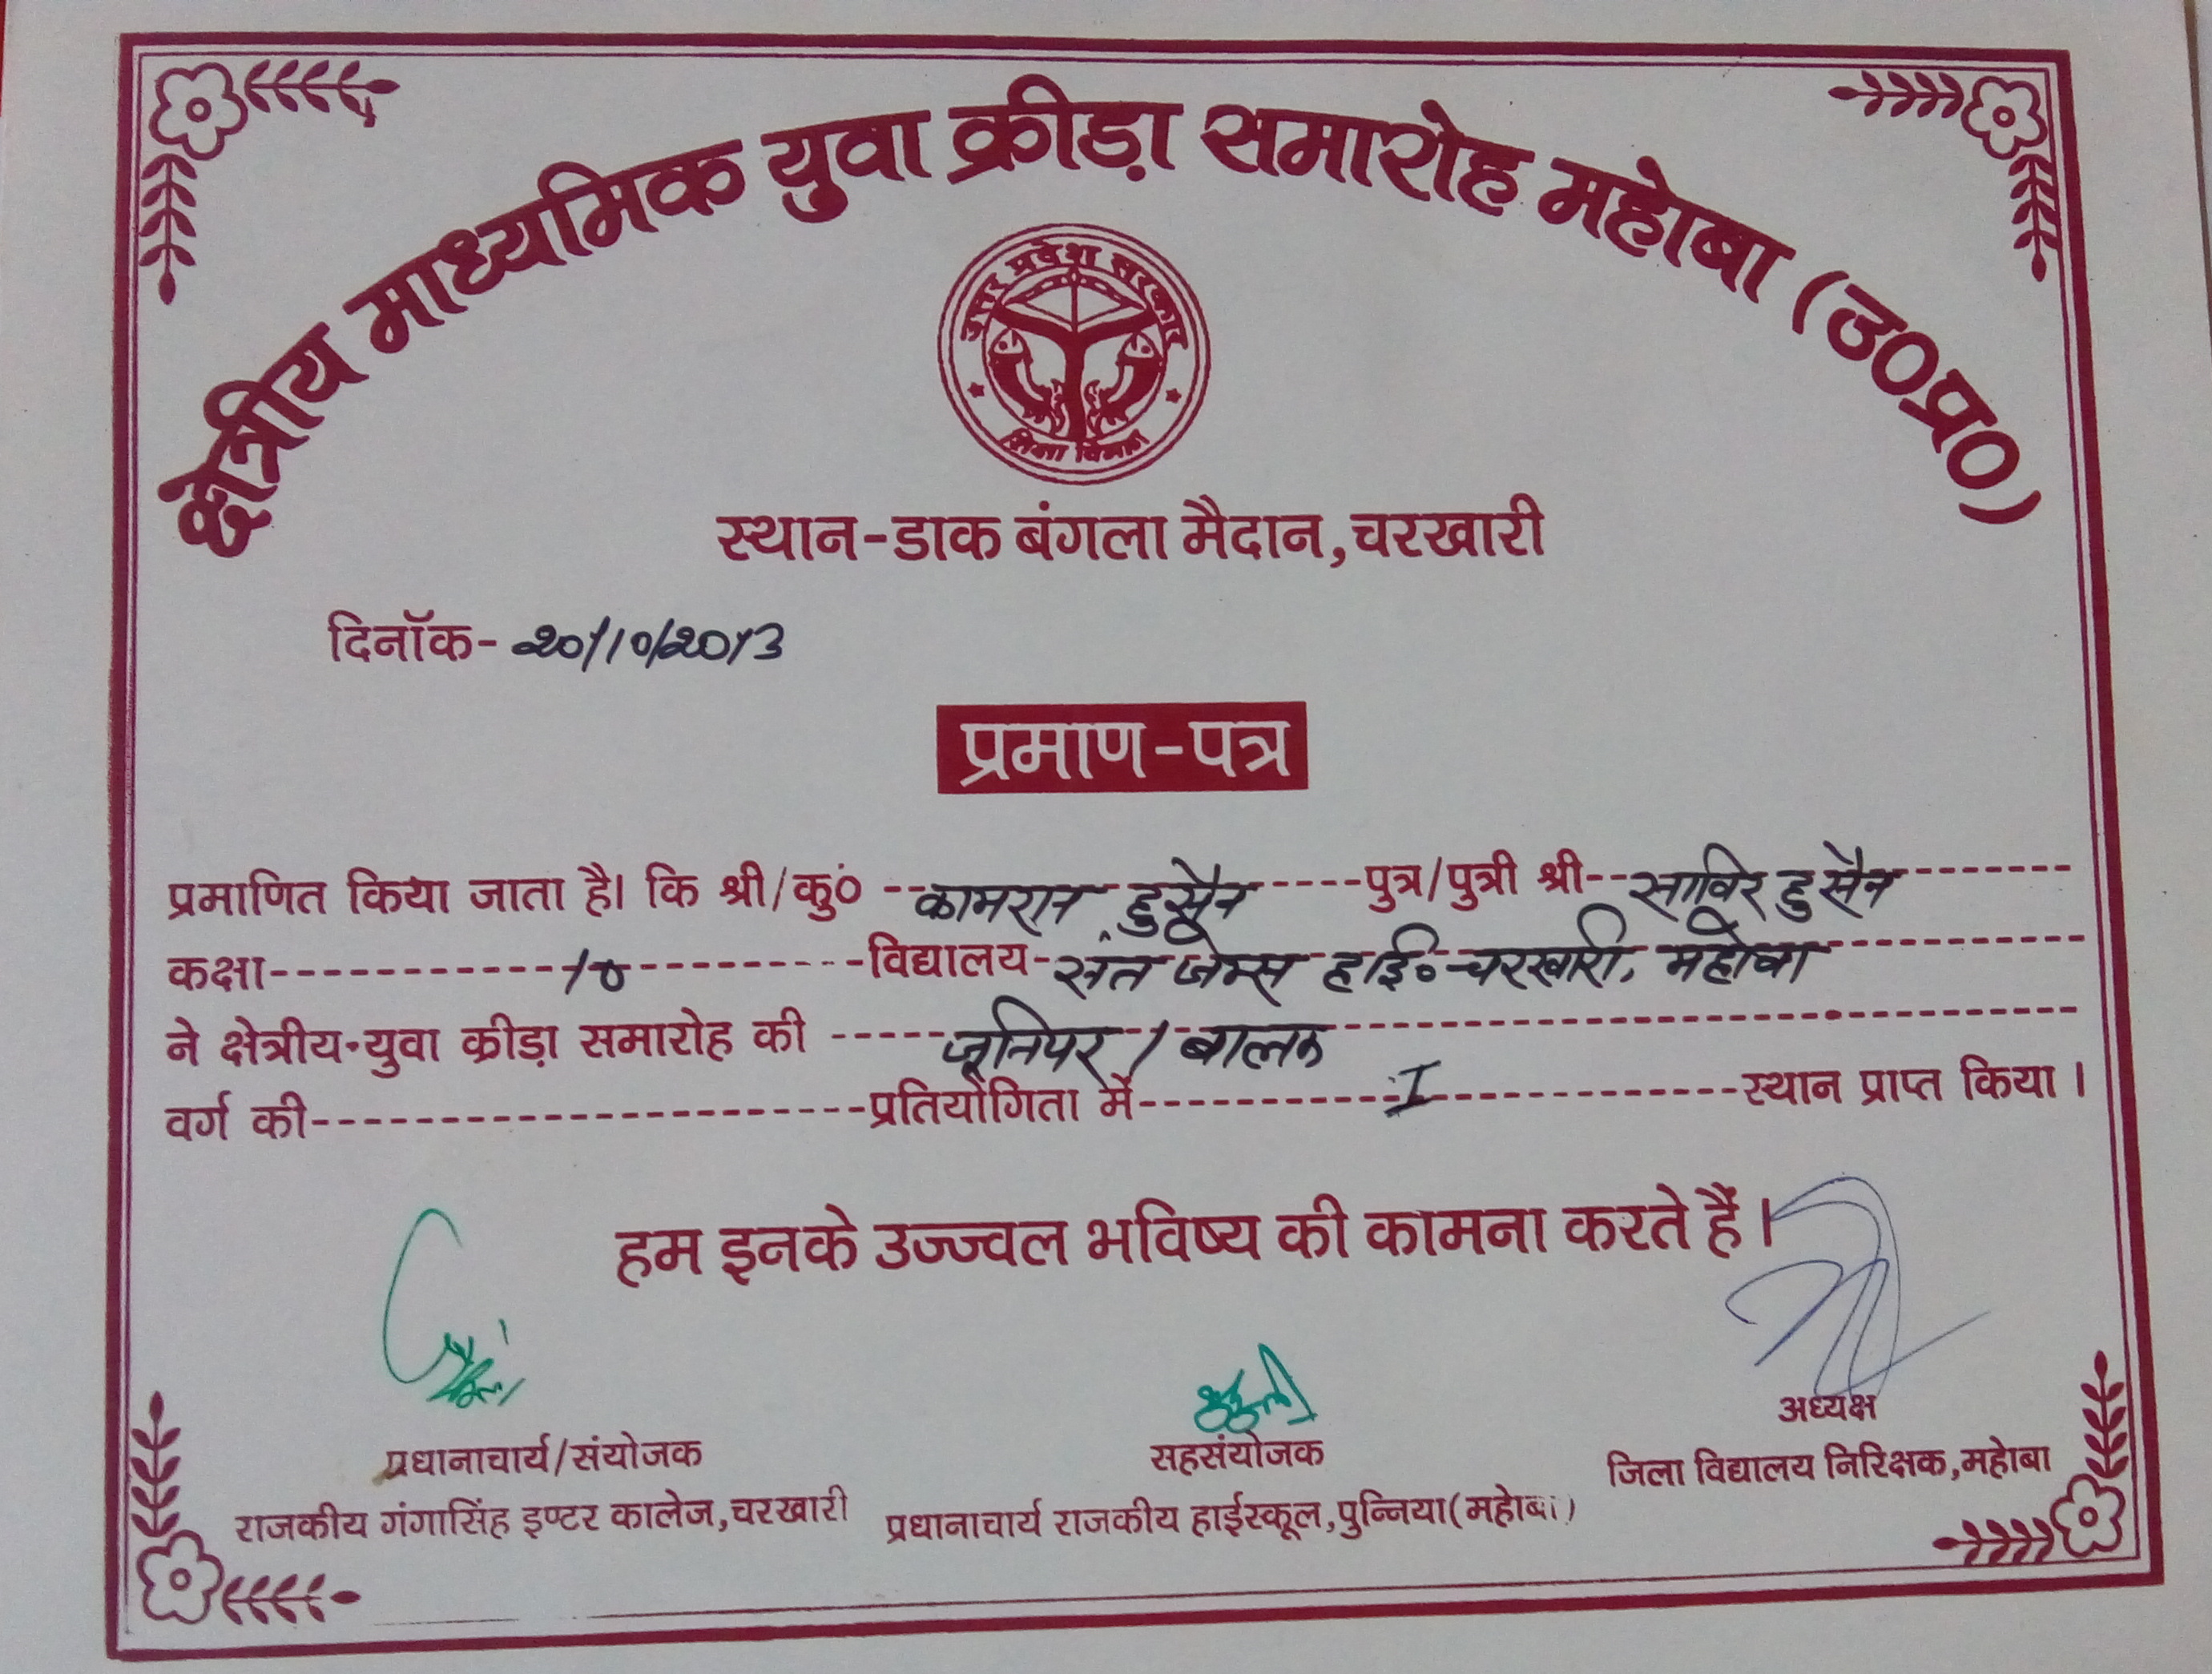 क्षेत्रीय माध्यमिक युवा क्रीड़ा समारोह महोबा (उ०प्र०)
उत्तर प्रदेश सरकार
शिक्षा विभाग
स्थान-डाक बंगला मैदान, चरखारी
दिनॉक- 20/10/2013
प्रमाण-पत्र
प्रमाणित किया जाता है। कि श्री/कुं० कामरान हुसैन पुत्र/पुत्री श्री साविर हुसैन
कक्षा 10 विद्यालय संत जेम्स हाई० चरखारी, महोवा
ने क्षेत्रीय-युवा क्रीड़ा समारोह की जूनियर / बालक
वर्ग की प्रतियोगिता में I स्थान प्राप्त किया ।
हम इनके उज्ज्वल भविष्य की कामना करते हैं ।
प्रधानाचार्य/संयोजक
राजकीय गंगासिंह इण्टर कालेज, चरखारी
सहसंयोजक
प्रधानाचार्य राजकीय हाईस्कूल, पुन्निया(महोबा)
अध्यक्ष
जिला विद्यालय निरिक्षक, महोबा